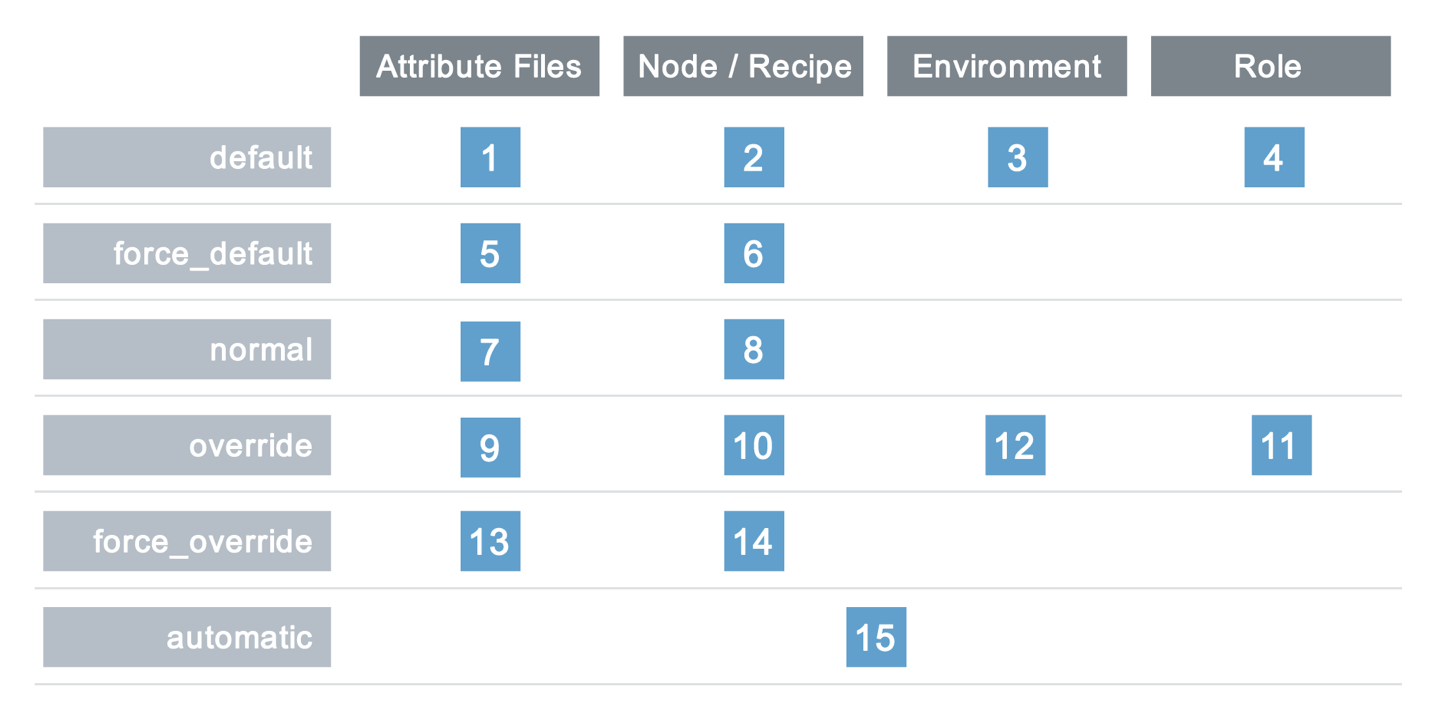 Attribute Files Node / Recipe Environment Role
default 1 2 3 4
force_default 5 6
normal 7 8
override 9 10 12 11
force_override 13 14
automatic 15